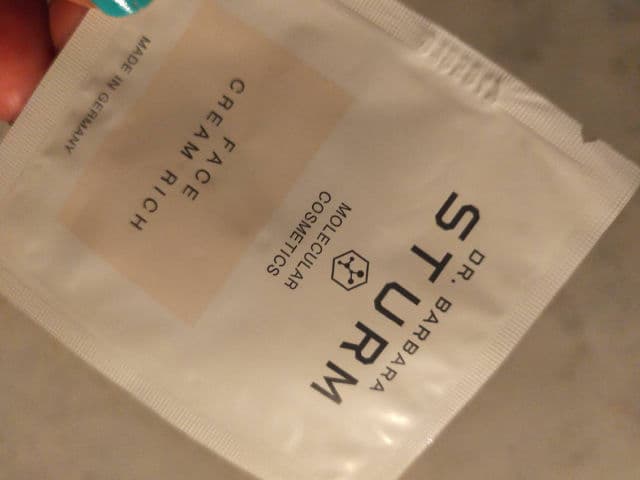 DR. BARBARA
STURM
MOLECULAR
COSMETICS
FACE
CREAM RICH
MADE IN GERMANY